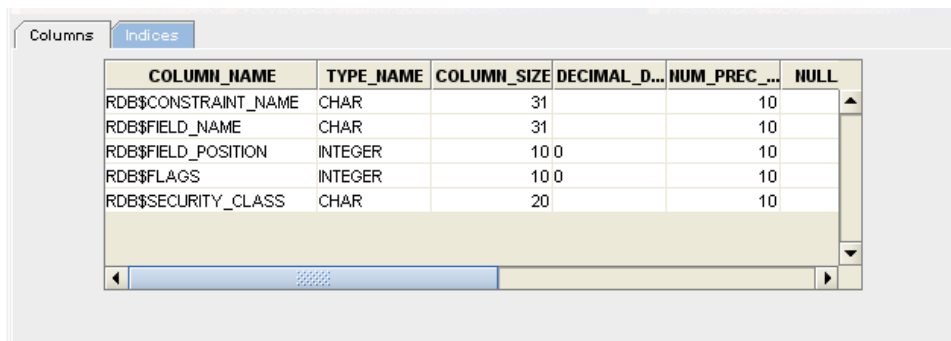 Columns Indices
COLUMN_NAME TYPE_NAME COLUMN_SIZE DECIMAL_D... NUM_PREC_... NULL
RDB$CONSTRAINT_NAME CHAR 31 10
RDB$FIELD_NAME CHAR 31 10
RDB$FIELD_POSITION INTEGER 10 0 10
RDB$FLAGS INTEGER 10 0 10
RDB$SECURITY_CLASS CHAR 20 10